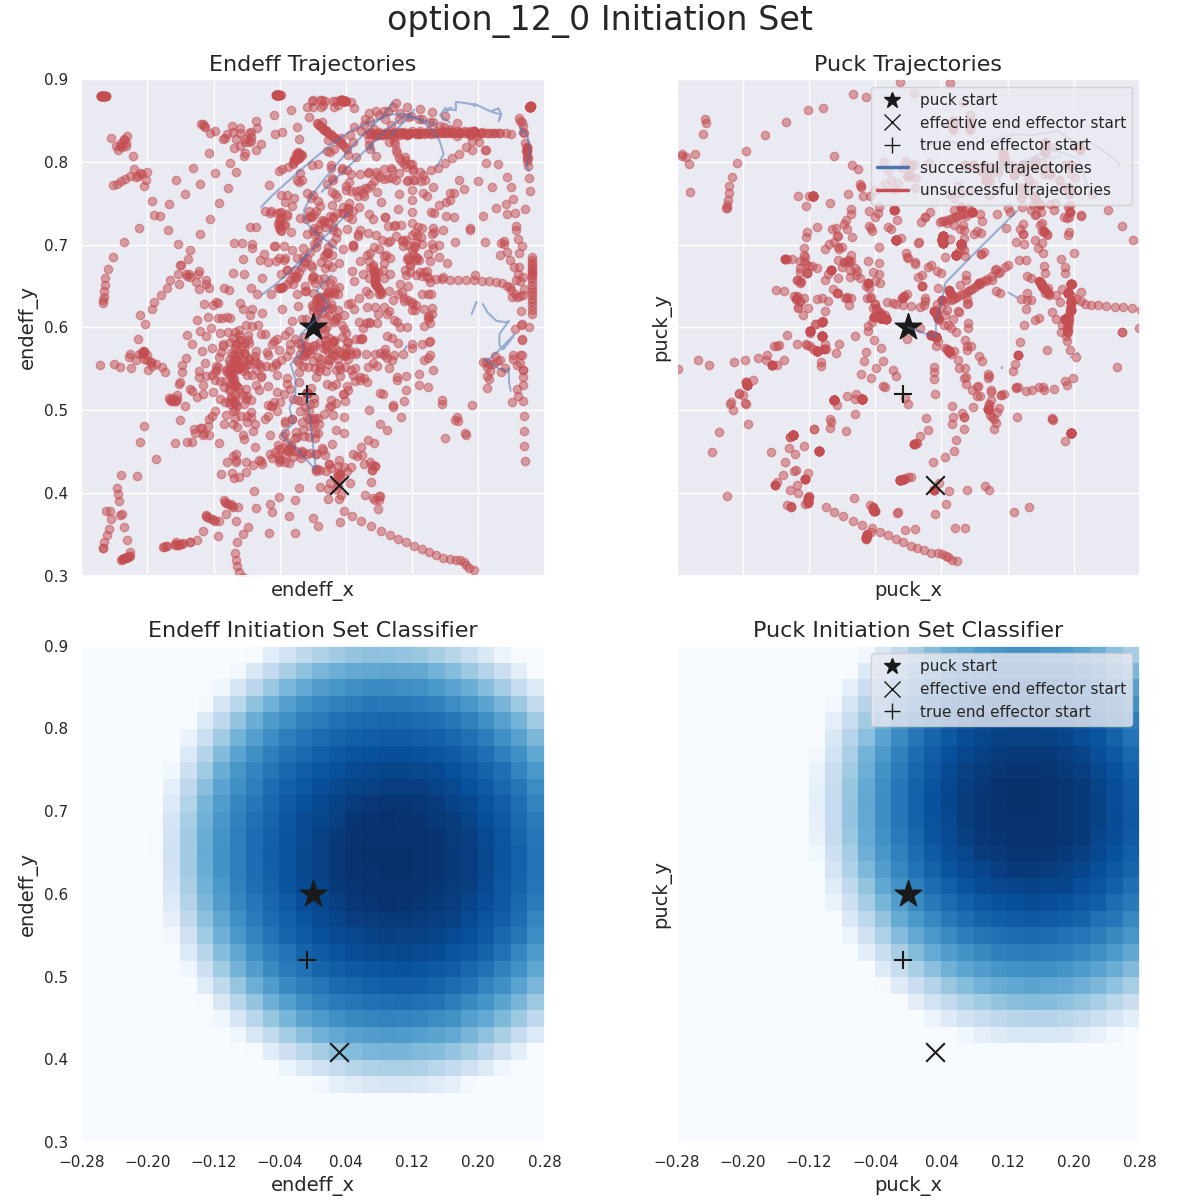 option_12_0 Initiation Set
Endeff Trajectories
Puck Trajectories
0.9
0.8
0.7
0.6
0.5
0.4
0.3
endeff_y
endeff_x
puck_y
puck_x
puck start
effective end effector start
true end effector start
successful trajectories
unsuccessful trajectories
Endeff Initiation Set Classifier
Puck Initiation Set Classifier
0.9
0.8
0.7
0.6
0.5
0.4
0.3
endeff_y
−0.28 −0.20 −0.12 −0.04 0.04 0.12 0.20 0.28
endeff_x
puck_y
puck start
effective end effector start
true end effector start
−0.28 −0.20 −0.12 −0.04 0.04 0.12 0.20 0.28
puck_x